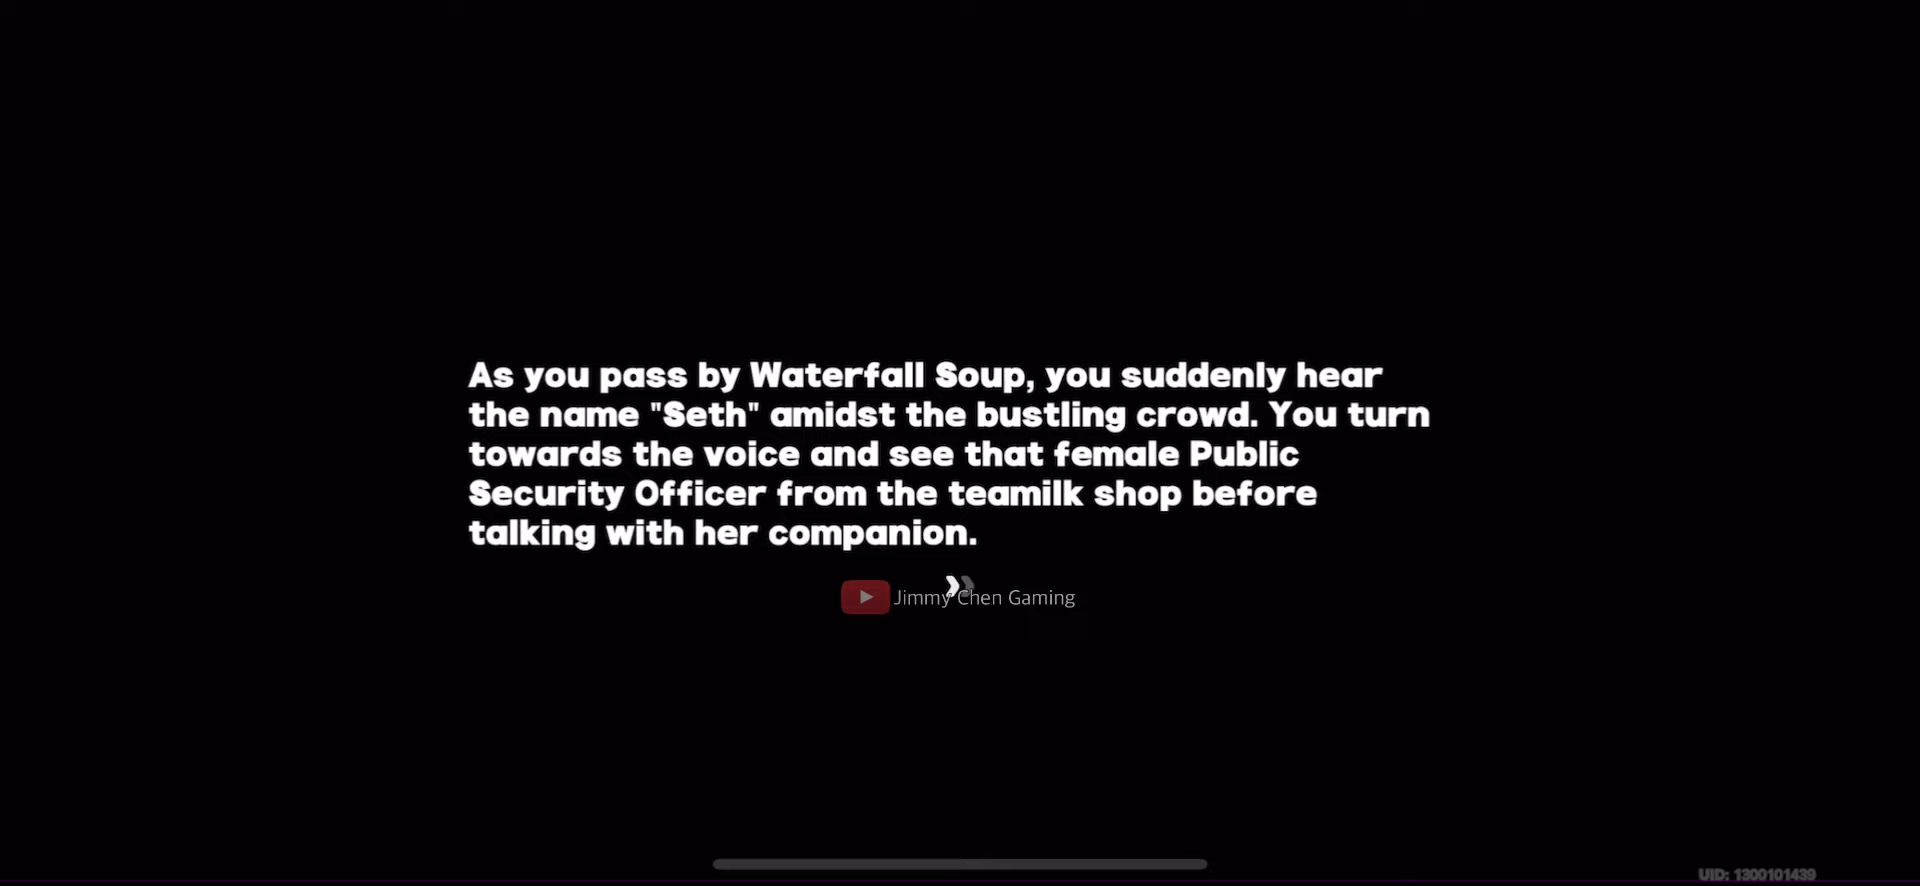 As you pass by Waterfall Soup, you suddenly hear
the name "Seth" amidst the bustling crowd. You turn
towards the voice and see that female Public
Security Officer from the teamilk shop before
talking with her companion.
Jimmy Chen Gaming
UID: 1300101439